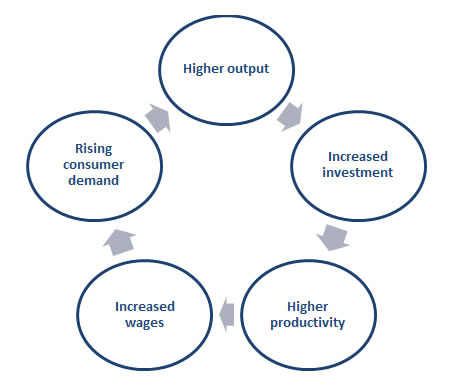 Higher output
Increased
investment
Higher
productivity
Increased
wages
Rising
consumer
demand